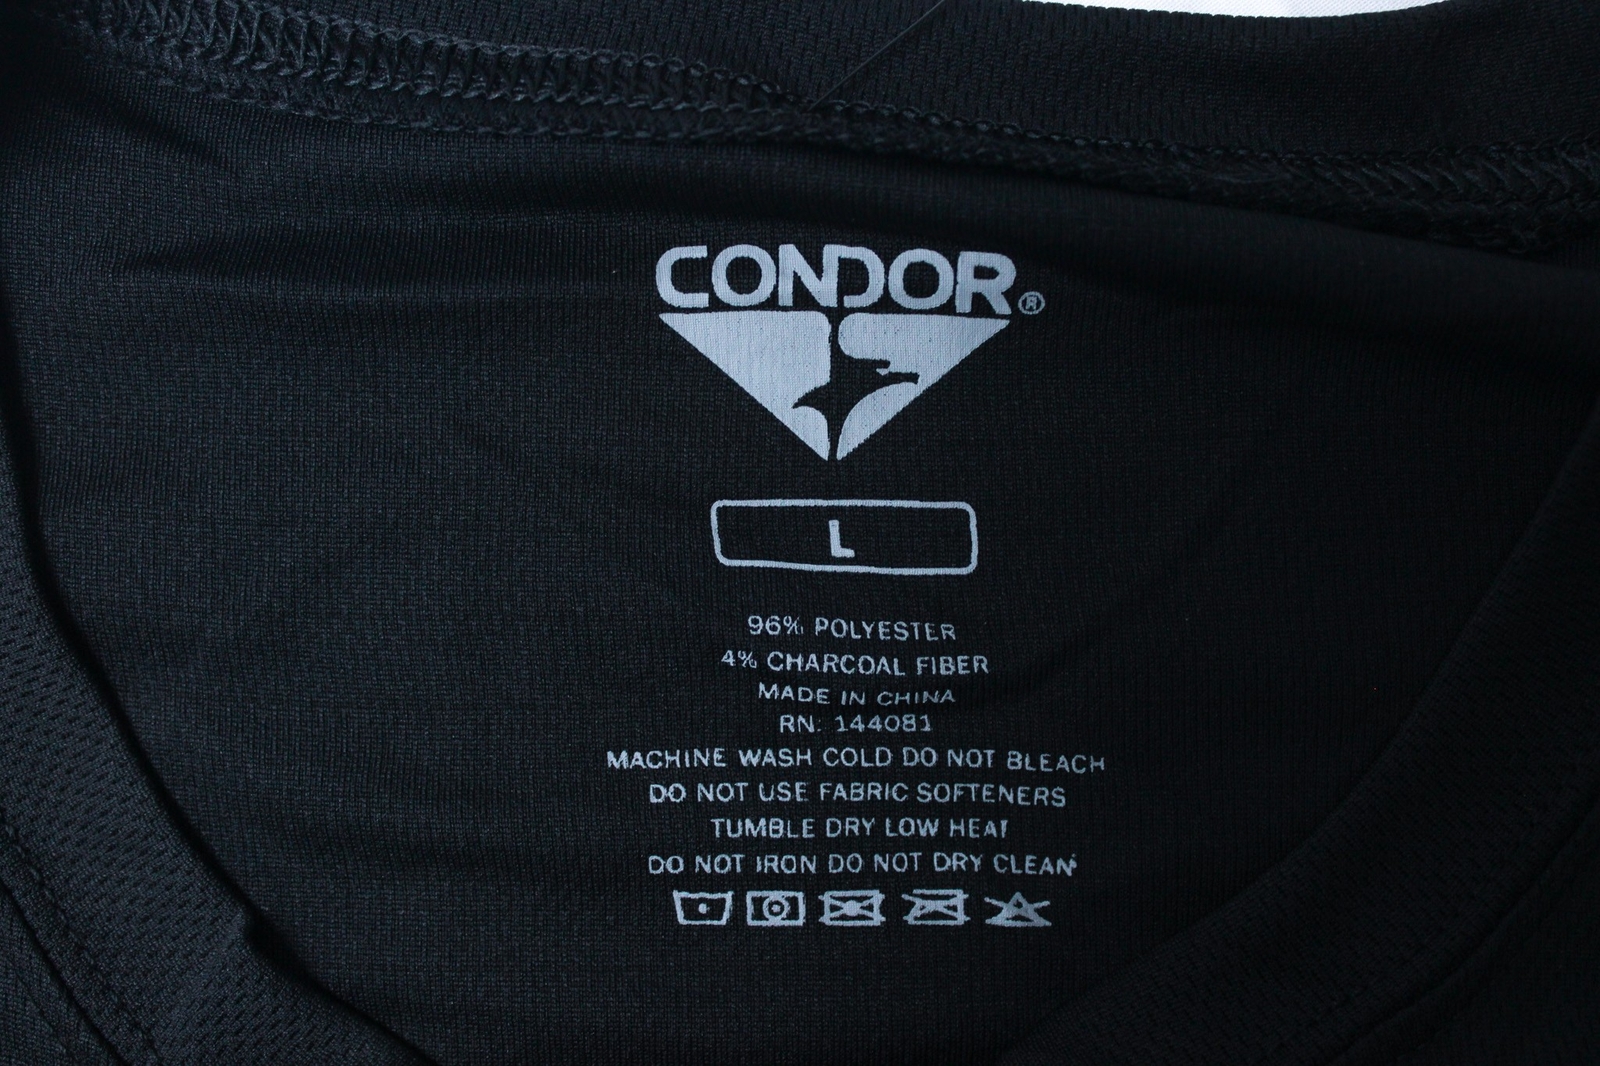 CONDOR®
L
96% POLYESTER
4% CHARCOAL FIBER
MADE IN CHINA
RN: 144081
MACHINE WASH COLD DO NOT BLEACH
DO NOT USE FABRIC SOFTENERS
TUMBLE DRY LOW HEAT
DO NOT IRON DO NOT DRY CLEAN